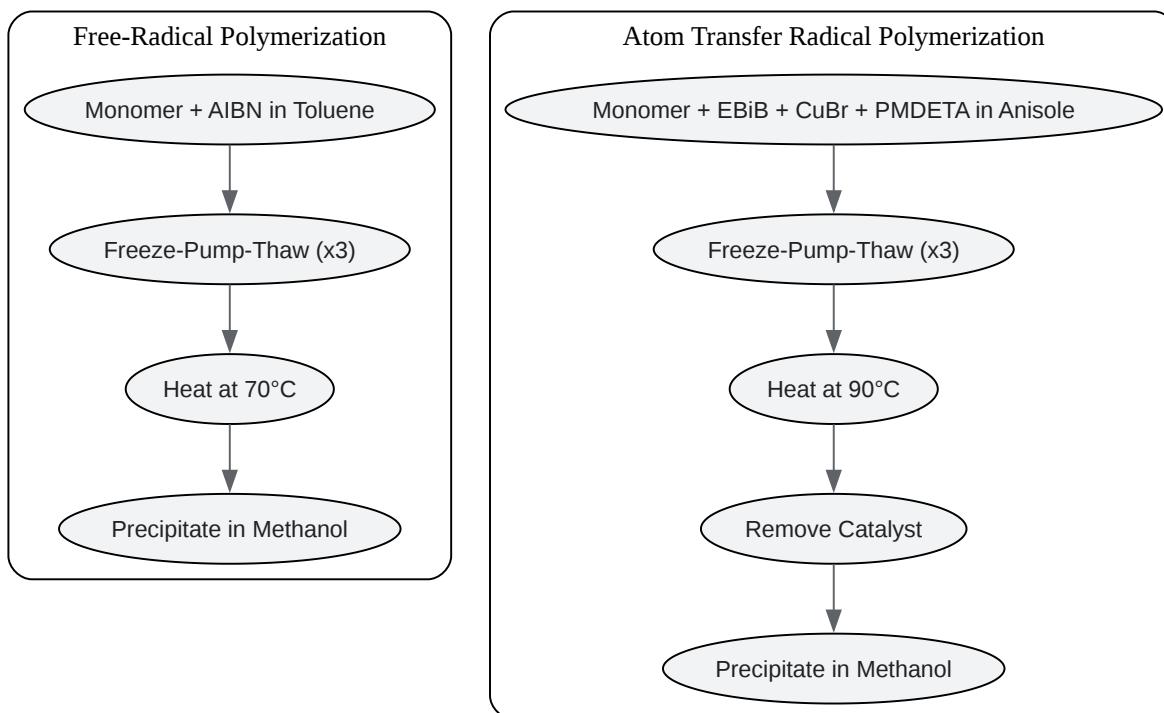 Free-Radical Polymerization
Monomer + AIBN in Toluene
Freeze-Pump-Thaw (x3)
Heat at 70°C
Precipitate in Methanol
Atom Transfer Radical Polymerization
Monomer + EBiB + CuBr + PMDETA in Anisole
Freeze-Pump-Thaw (x3)
Heat at 90°C
Remove Catalyst
Precipitate in Methanol